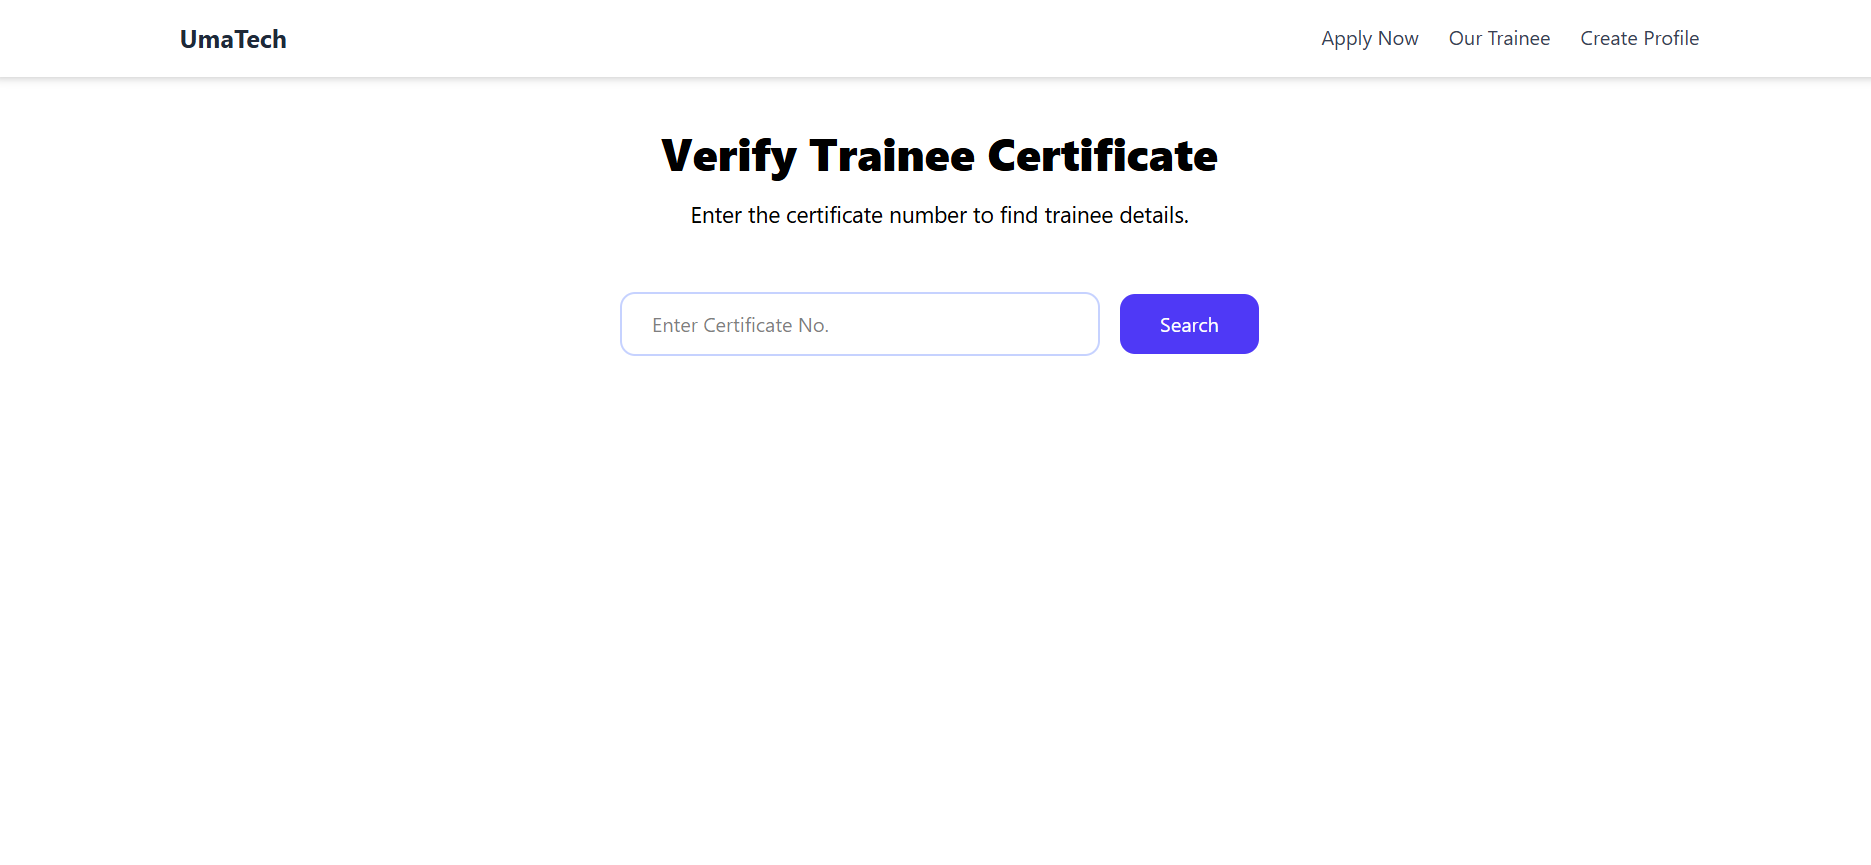 UmaTech
Apply Now Our Trainee Create Profile
Verify Trainee Certificate
Enter the certificate number to find trainee details.
Enter Certificate No.
Search